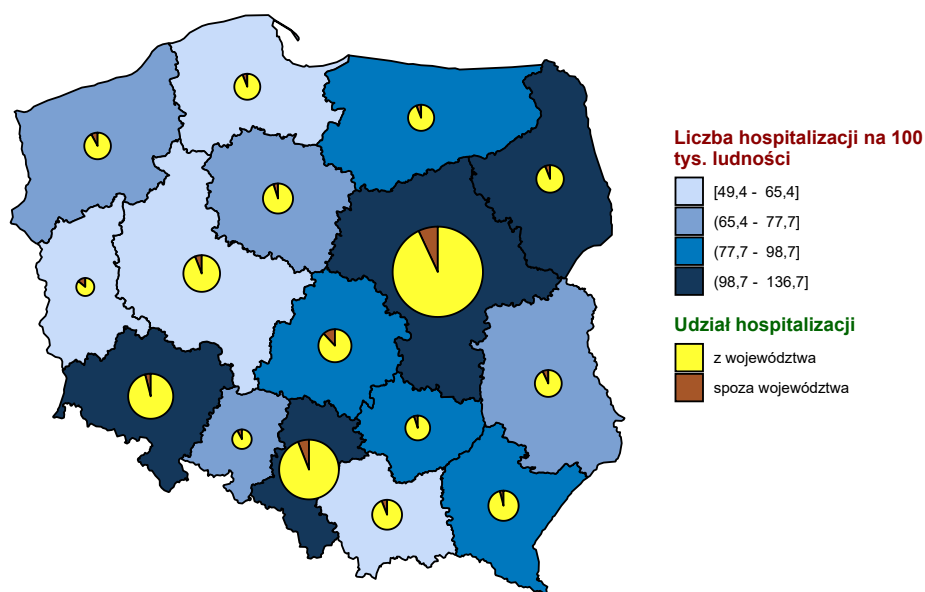 Liczba hospitalizacji na 100
tys. ludności
[49,4 - 65,4]
(65,4 - 77,7]
(77,7 - 98,7]
(98,7 - 136,7]
Udział hospitalizacji
z województwa
spoza województwa